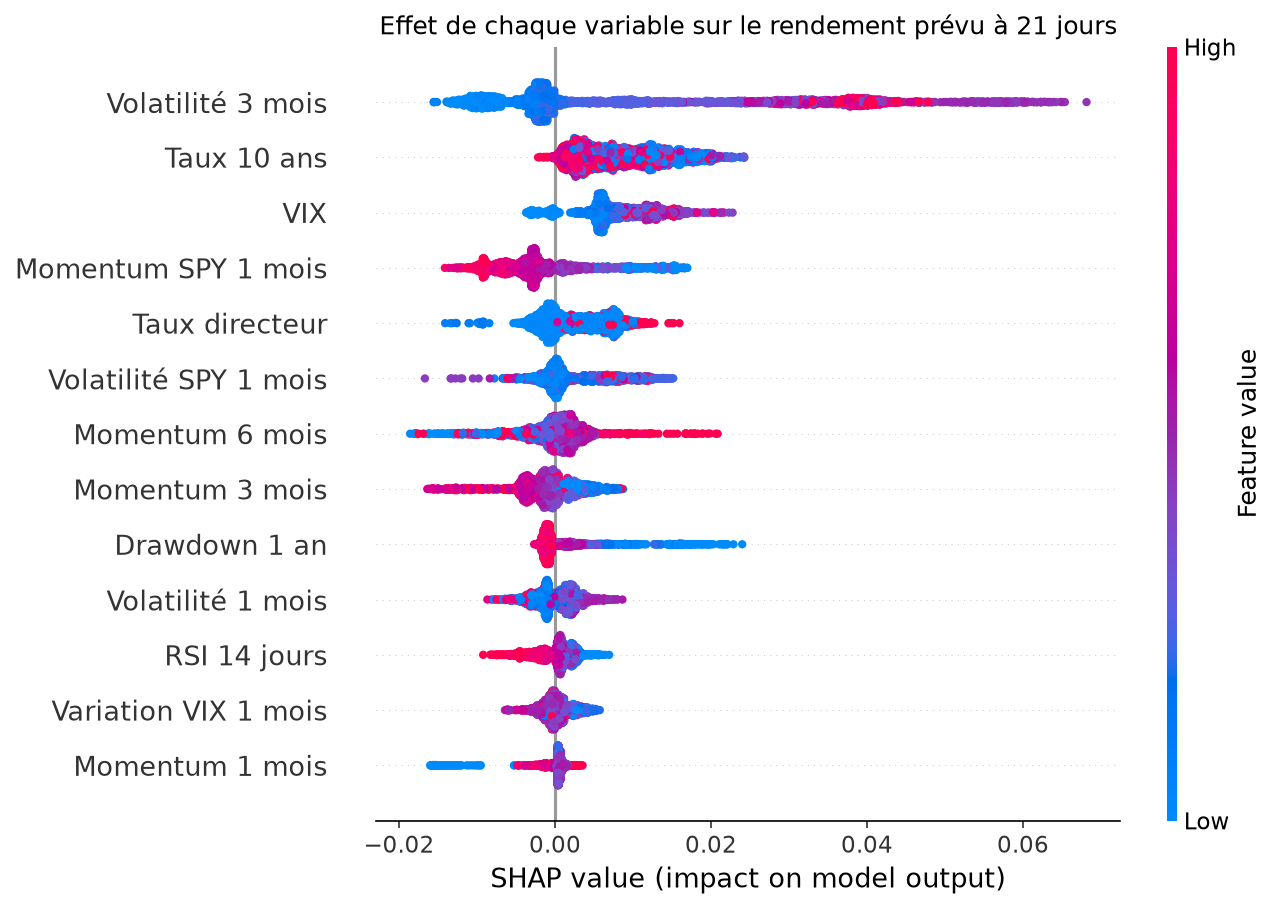 Effet de chaque variable sur le rendement prévu à 21 jours
High
Volatilité 3 mois
Taux 10 ans
VIX
Momentum SPY 1 mois
Taux directeur
Volatilité SPY 1 mois
Momentum 6 mois
Momentum 3 mois
Drawdown 1 an
Volatilité 1 mois
RSI 14 jours
Variation VIX 1 mois
Momentum 1 mois
Feature value
Low
−0.02 0.00 0.02 0.04 0.06
SHAP value (impact on model output)